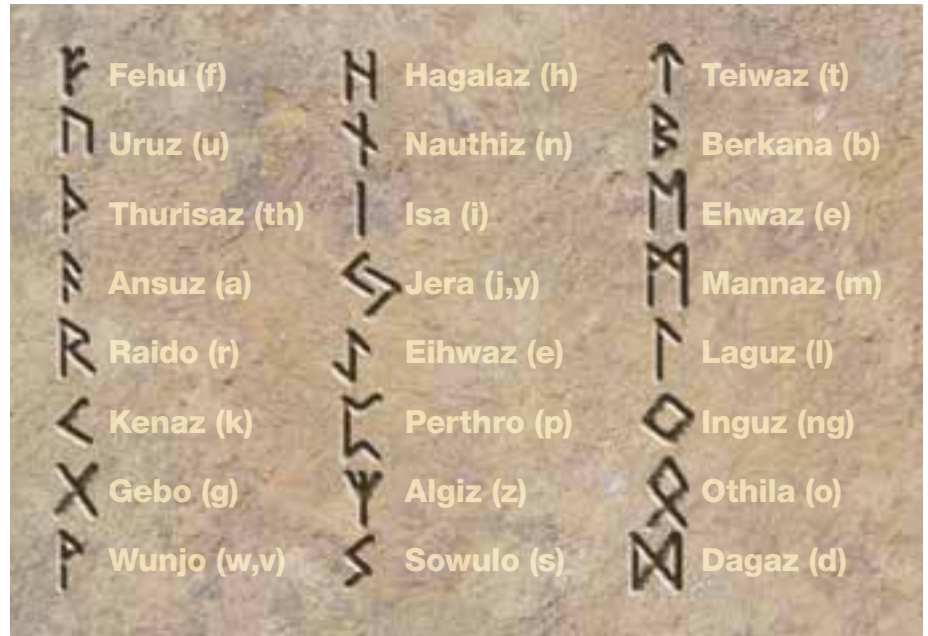 ᚠ Fehu (f)
ᚢ Uruz (u)
ᚦ Thurisaz (th)
ᚨ Ansuz (a)
ᚱ Raido (r)
ᚲ Kenaz (k)
ᚷ Gebo (g)
ᚹ Wunjo (w,v)
ᚺ Hagalaz (h)
ᚾ Nauthiz (n)
ᛁ Isa (i)
ᛃ Jera (j,y)
ᛇ Eihwaz (e)
ᛈ Perthro (p)
ᛉ Algiz (z)
ᛊ Sowulo (s)
ᛏ Teiwaz (t)
ᛒ Berkana (b)
ᛖ Ehwaz (e)
ᛗ Mannaz (m)
ᛚ Laguz (l)
ᛜ Inguz (ng)
ᛟ Othila (o)
ᛞ Dagaz (d)